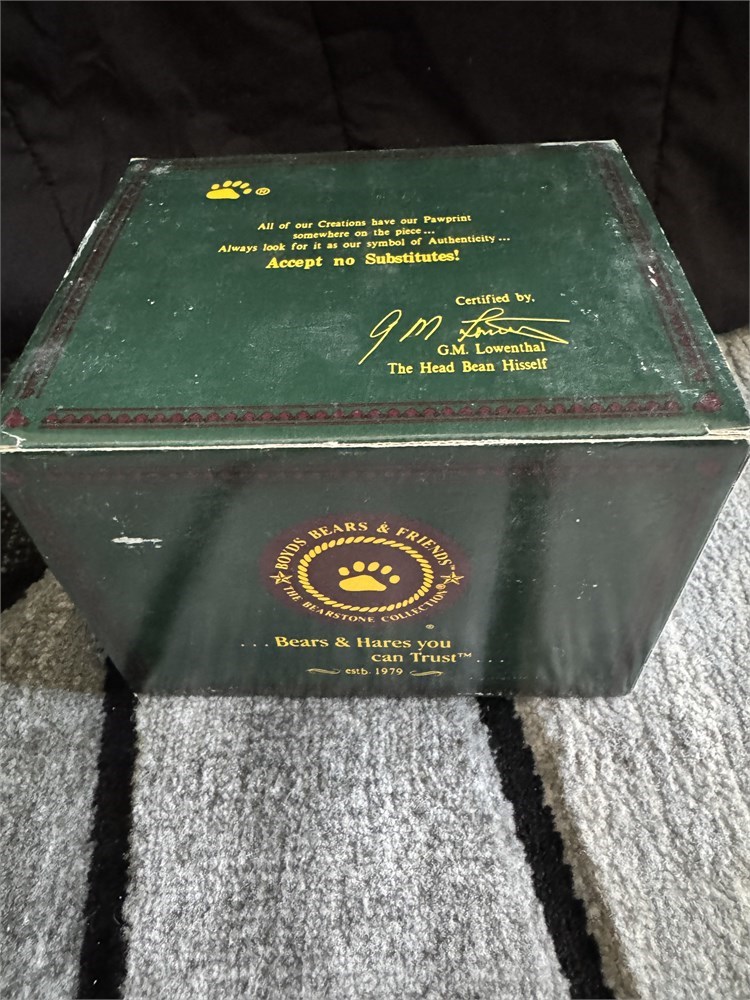 ®
All of our Creations have our Pawprint
somewhere on the piece...
Always look for it as our symbol of Authenticity...
Accept no Substitutes!
Certified by,
G M Lowenthal
G.M. Lowenthal
The Head Bean Hisself
BOYDS BEARS & FRIENDS™
THE BEARSTONE COLLECTION®
®
...Bears & Hares you
can Trust™...
estb. 1979